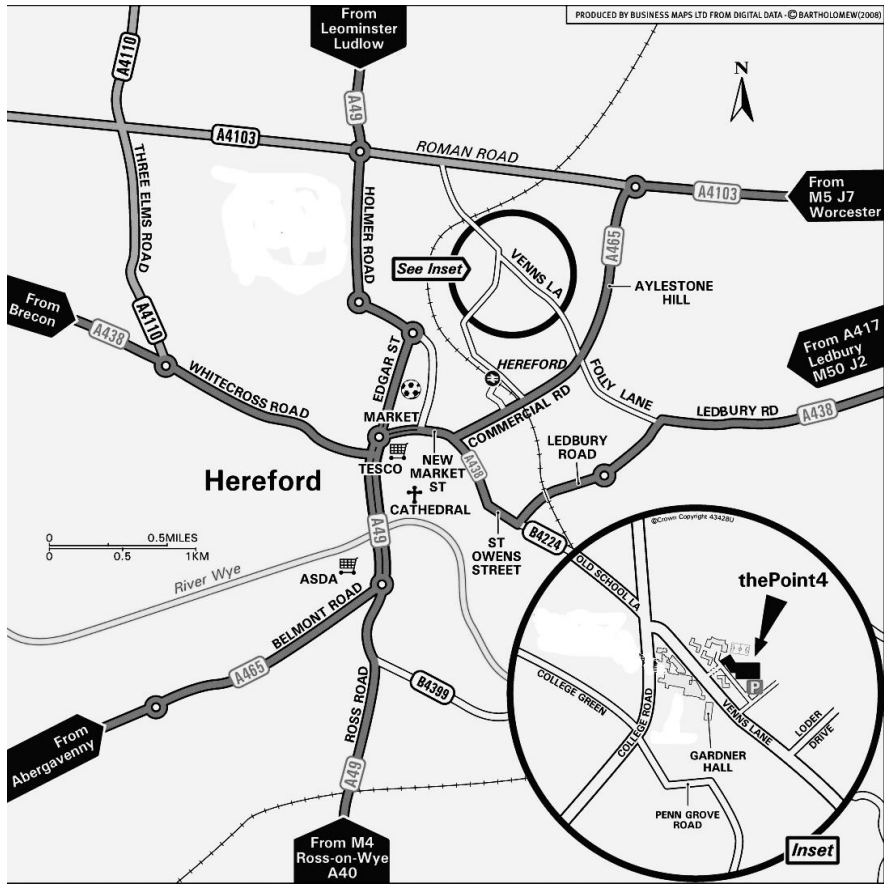 PRODUCED BY BUSINESS MAPS LTD FROM DIGITAL DATA - © BARTHOLOMEW(2008)
From
Leominster
Ludlow
A4110
A49
N
A4103
ROMAN ROAD
THREE ELMS ROAD
HOLMER ROAD
A4103
From
M5 J7
Worcester
A465
VENNS LA
See Inset
AYLESTONE
HILL
From
Brecon
A438
A4110
WHITECROSS ROAD
EDGAR ST
HEREFORD
FOLLY LANE
From A417
Ledbury
M50 J2
MARKET
COMMERCIAL RD
LEDBURY RD
A438
TESCO
NEW
MARKET
ST
A438
LEDBURY
ROAD
Hereford
CATHEDRAL
ST
OWENS
STREET
B4224
0 0.5MILES
0 0.5 1KM
A49
River Wye
ASDA
BELMONT ROAD
A465
ROSS ROAD
B4399
From
Abergavenny
A49
From M4
Ross-on-Wye
A40
©Crown Copyright 43428U
OLD SCHOOL LA
thePoint4
P
COLLEGE GREEN
COLLEGE ROAD
VENNS LANE
LODER
DRIVE
GARDNER
HALL
PENN GROVE
ROAD
Inset